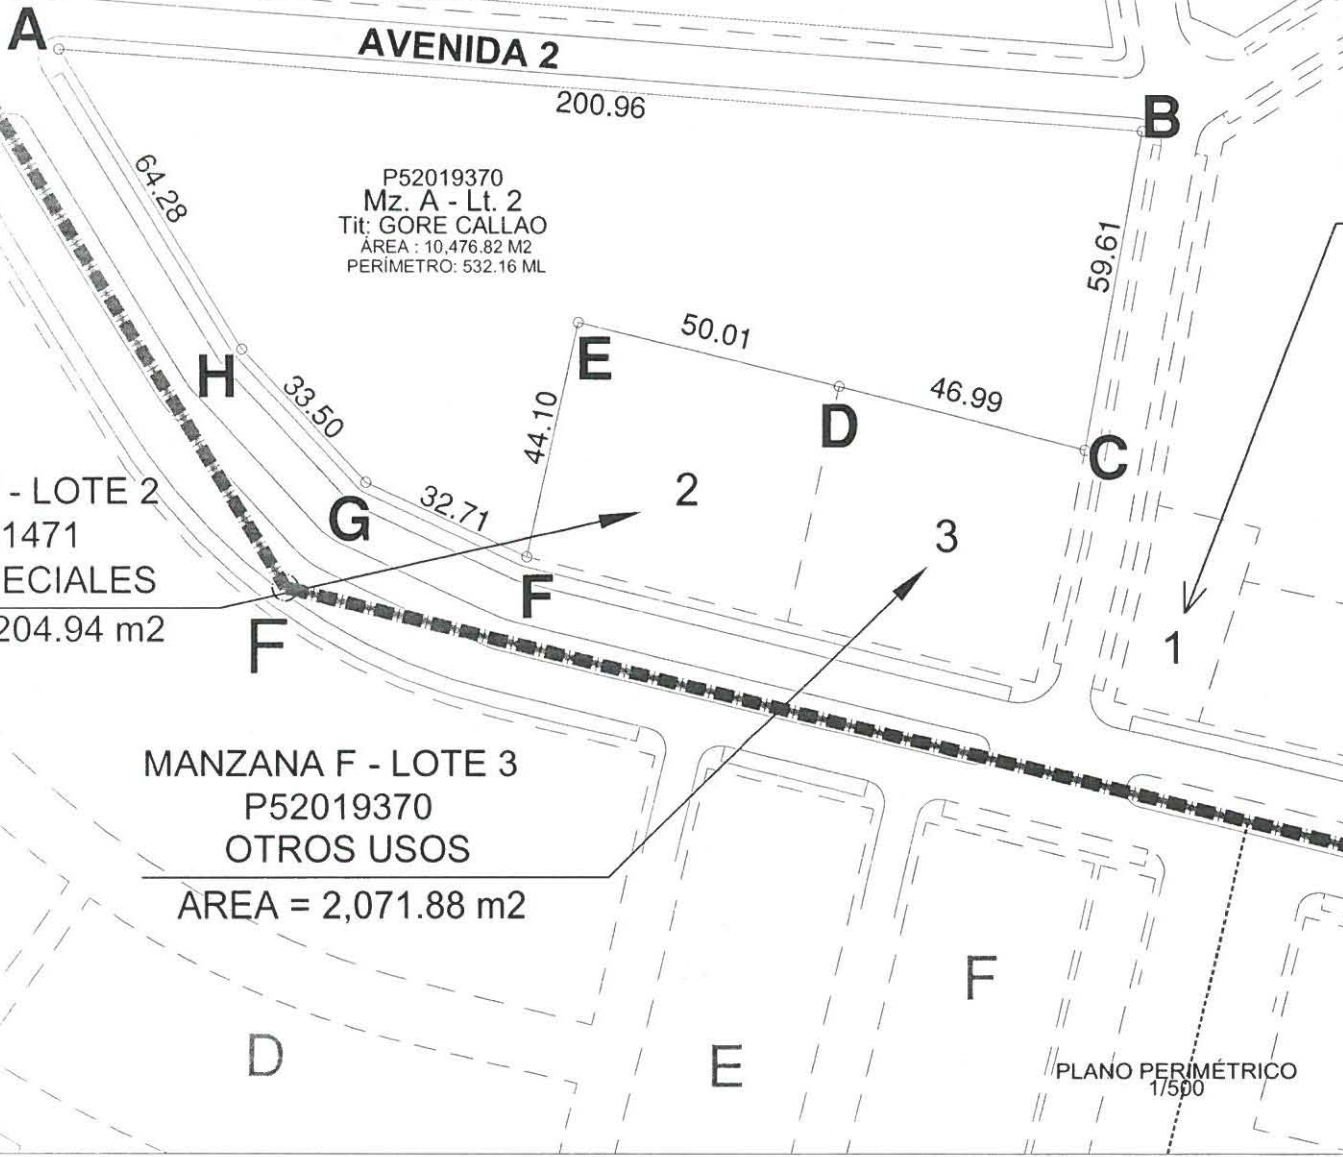 A
AVENIDA 2
200.96
B
64.28
P52019370
Mz. A - Lt. 2
Tit: GORE CALLAO
ÁREA : 10,476.82 M2
PERÍMETRO: 532.16 ML
59.61
E
50.01
D
46.99
C
H
33.50
44.10
G
32.71
F
2
3
1
- LOTE 2
1471
ECIALES
204.94 m2
F
MANZANA F - LOTE 3
P52019370
OTROS USOS
AREA = 2,071.88 m2
D
E
F
PLANO PERIMÉTRICO
1/500